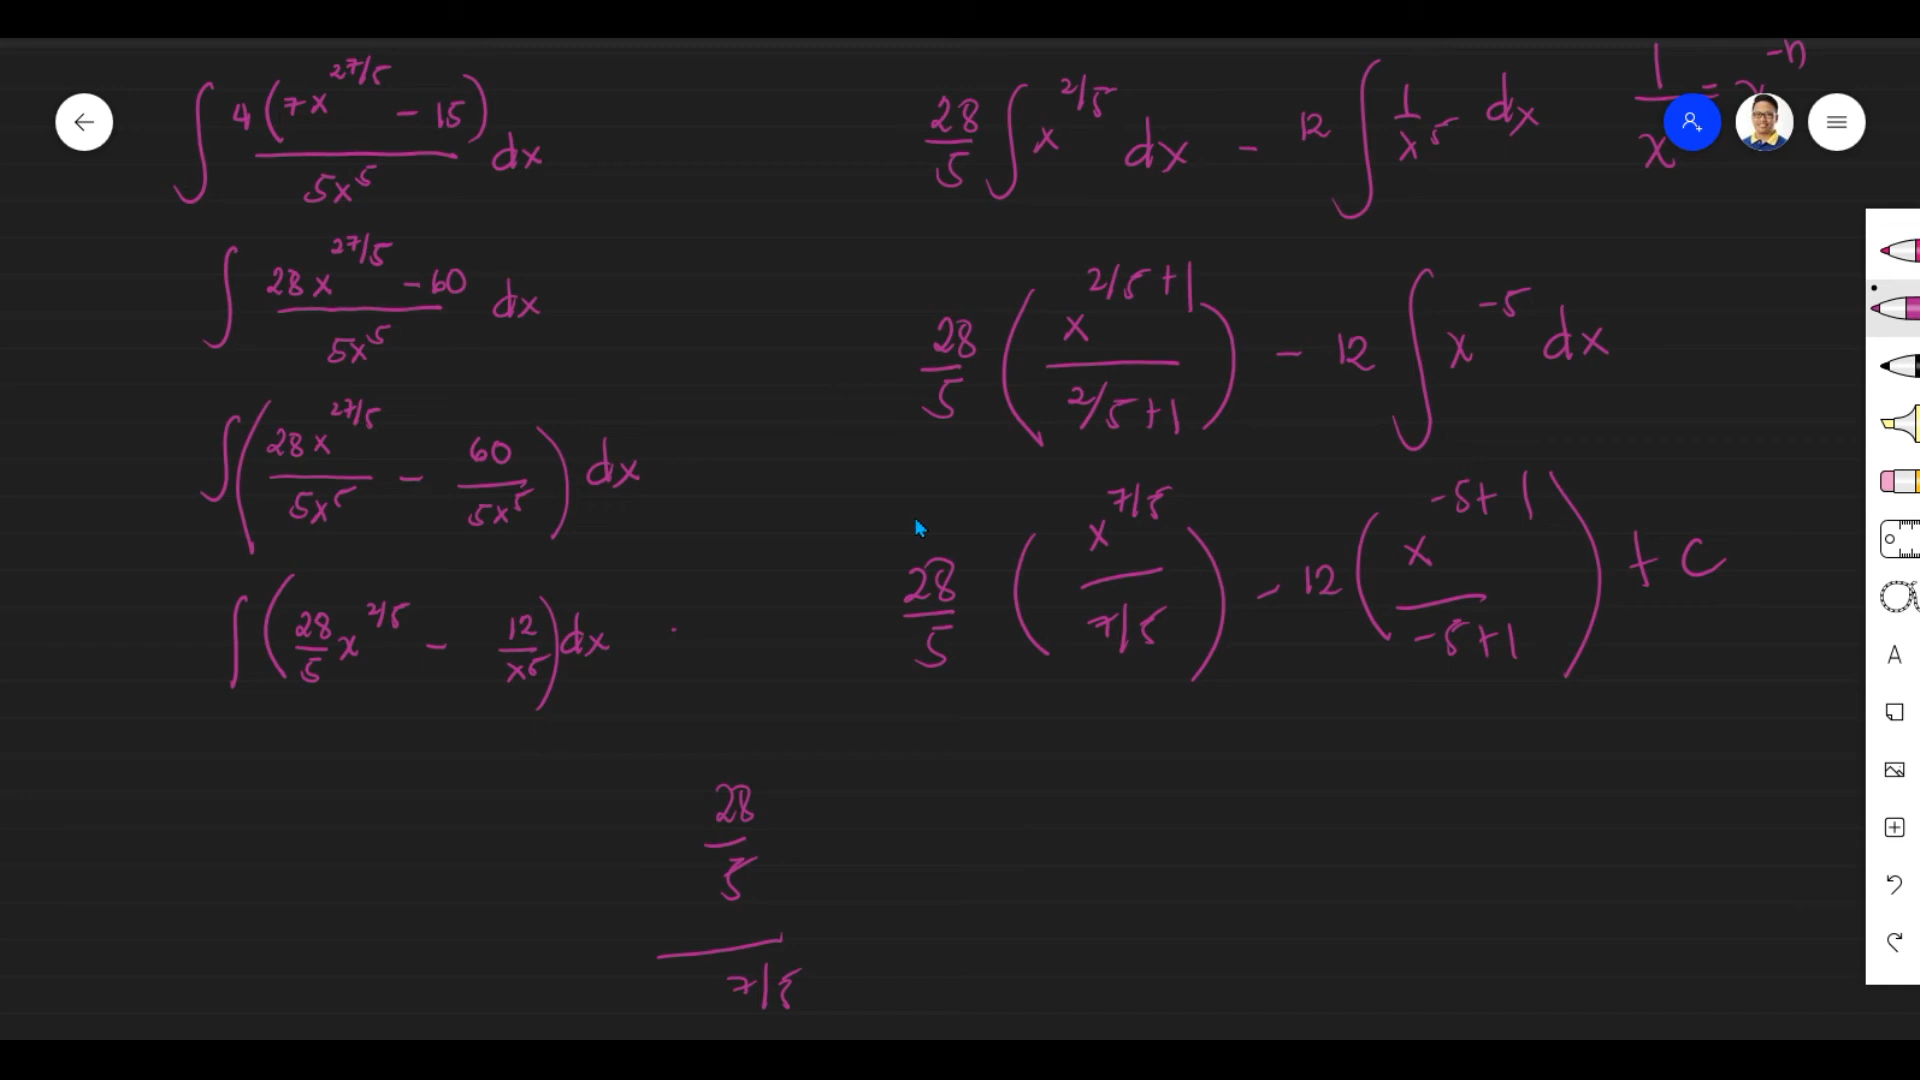 ∫ 4(7x^27/5 - 15) / 5x^5 dx
∫ 28x^27/5 - 60 / 5x^5 dx
∫ (28x^27/5 / 5x^5 - 60 / 5x^5) dx
∫ (28/5 x^2/5 - 12/x^5) dx
28/5
7/5
28/5 ∫ x^2/5 dx - 12 ∫ 1/x^5 dx
28/5 (x^2/5+1 / 2/5+1) - 12 ∫ x^-5 dx
28/5 (x^7/5 / 7/5) - 12 (x^-5+1 / -5+1) + C
1/x = -n
A